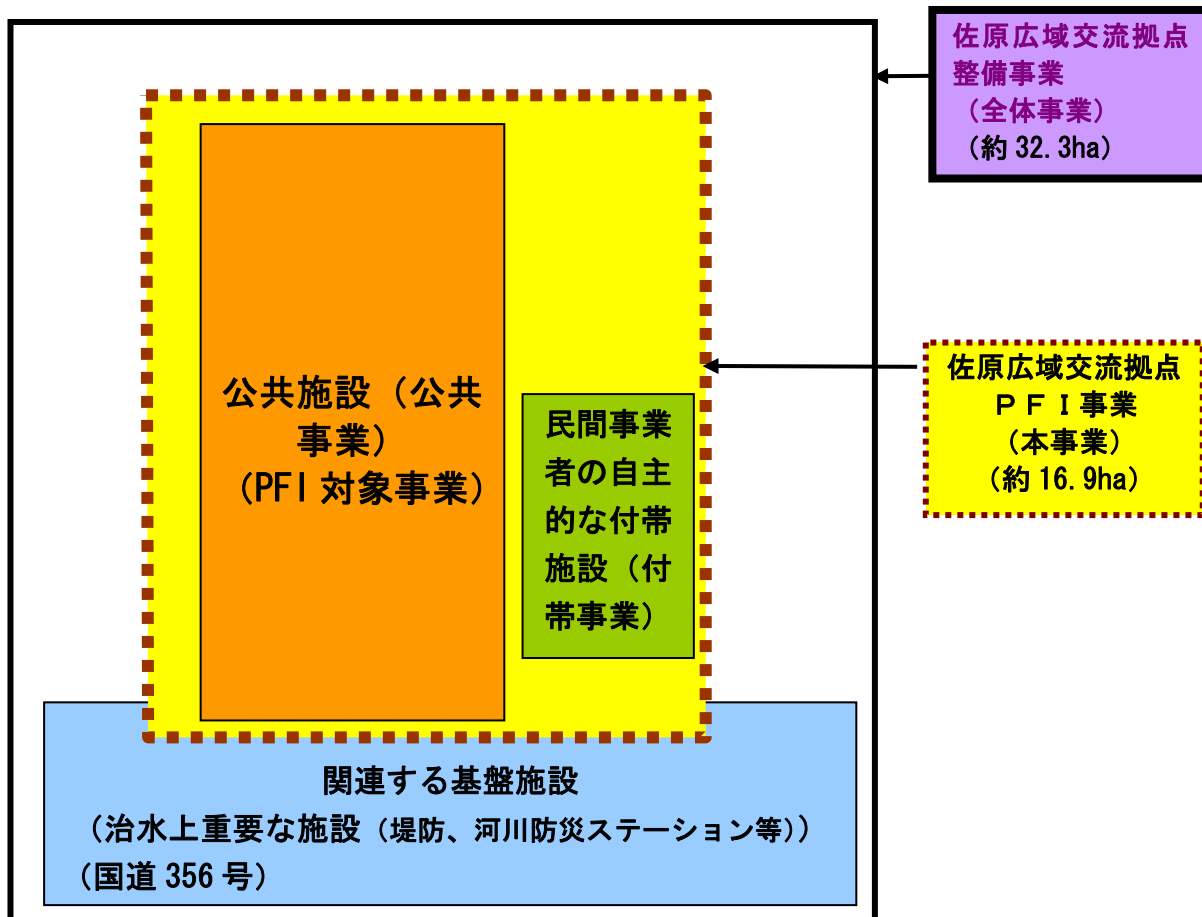 佐原広域交流拠点
整備事業
（全体事業）
（約 32.3ha）
公共施設（公共
事業）
（PFI 対象事業）
民間事業
者の自主
的な付帯
施設（付
帯事業）
佐原広域交流拠点
ＰＦＩ事業
（本事業）
（約 16.9ha）
関連する基盤施設
（治水上重要な施設（堤防、河川防災ステーション等））
（国道 356 号）